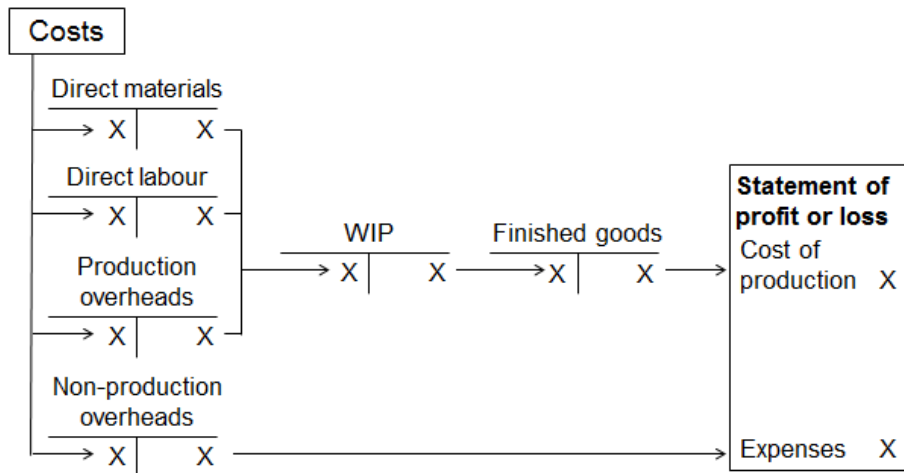 Costs
Direct materials
X X
Direct labour
X X
Production
overheads
X X
Non-production
overheads
X X
WIP
X X
Finished goods
X X
Statement of
profit or loss
Cost of
production X
Expenses X